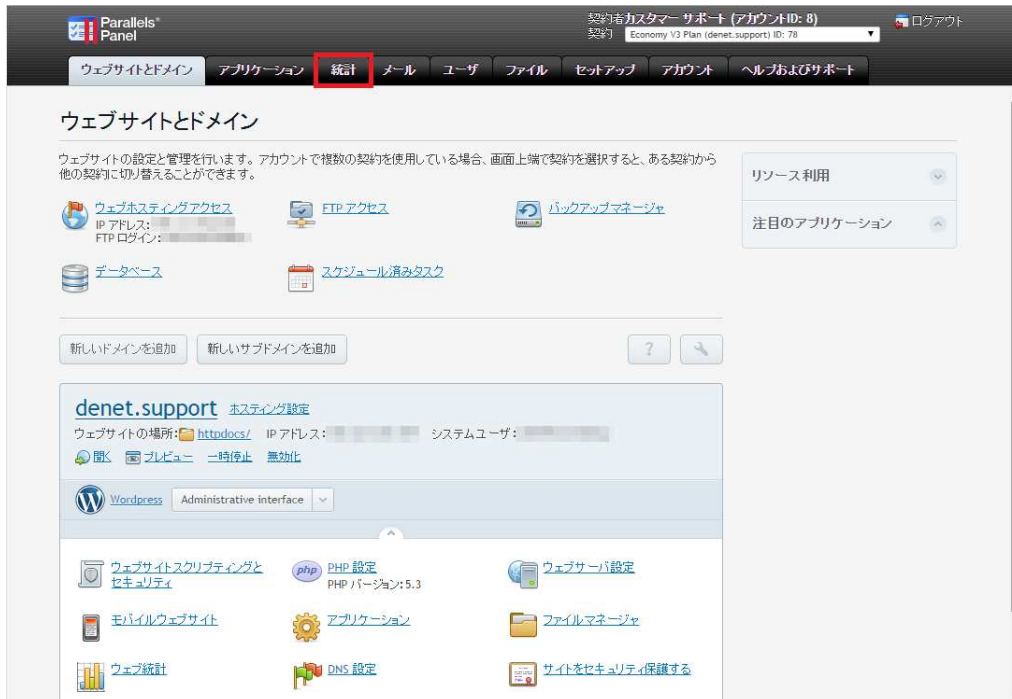 Parallels®
Panel
契約者カスタマー サポート (アカウントID: 8)
契約 Economy V3 Plan (denet.support) ID: 78
ログアウト
ウェブサイトとドメイン アプリケーション 統計 メール ユーザ ファイル セットアップ アカウント ヘルプおよびサポート
ウェブサイトとドメイン
ウェブサイトの設定と管理を行います。アカウントで複数の契約を使用している場合、画面上端で契約を選択すると、ある契約から
他の契約に切り替えることができます。
リソース利用
注目のアプリケーション
ウェブホスティングアクセス
IP アドレス:
FTP ログイン:
FTP アクセス
バックアップマネージャ
データベース
スケジュール済みタスク
新しいドメインを追加 新しいサブドメインを追加 ?
denet.support ホスティング設定
ウェブサイトの場所: httpdocs/ IP アドレス: システムユーザ:
開く プレビュー 一時停止 無効化
Wordpress Administrative interface
ウェブサイトスクリプティングと
セキュリティ
php PHP 設定
PHP バージョン: 5.3
ウェブサーバ設定
モバイルウェブサイト
アプリケーション
ファイルマネージャ
ウェブ統計
DNS 設定
サイトをセキュリティ保護する